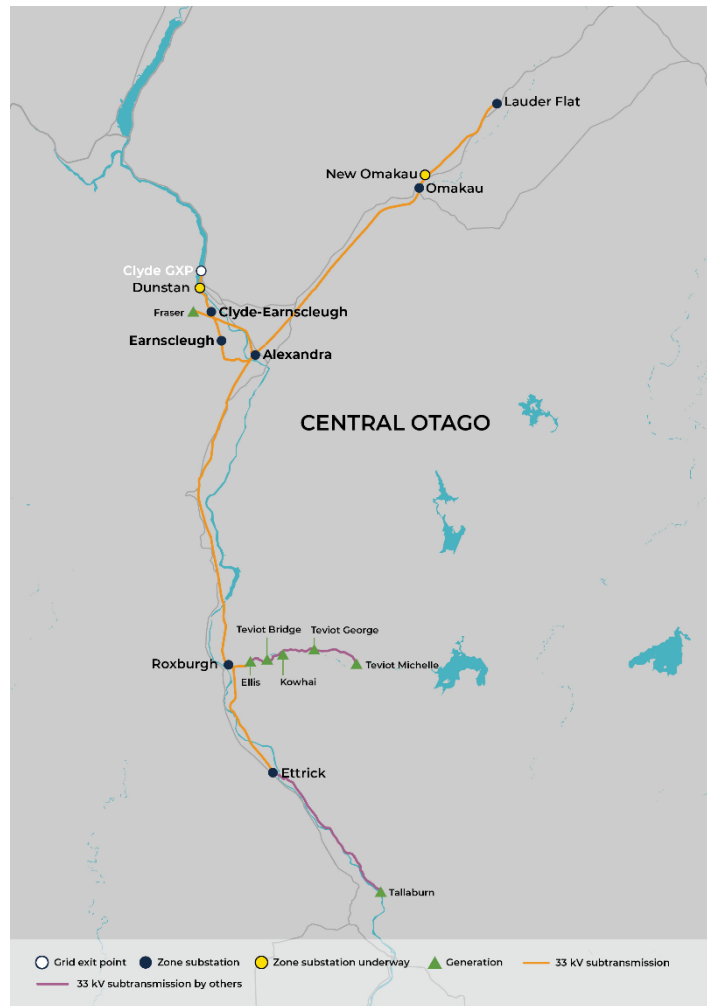 Lauder Flat
New Omakau
Omakau
Clyde GXP
Dunstan
Fraser
Clyde-Earnscleugh
Earnscleugh
Alexandra
CENTRAL OTAGO
Teviot Bridge
Teviot George
Roxburgh
Teviot Michelle
Ellis
Kowhai
Ettrick
Tallaburn
Grid exit point
Zone substation
Zone substation underway
Generation
33 kV subtransmission
33 kV subtransmission by others